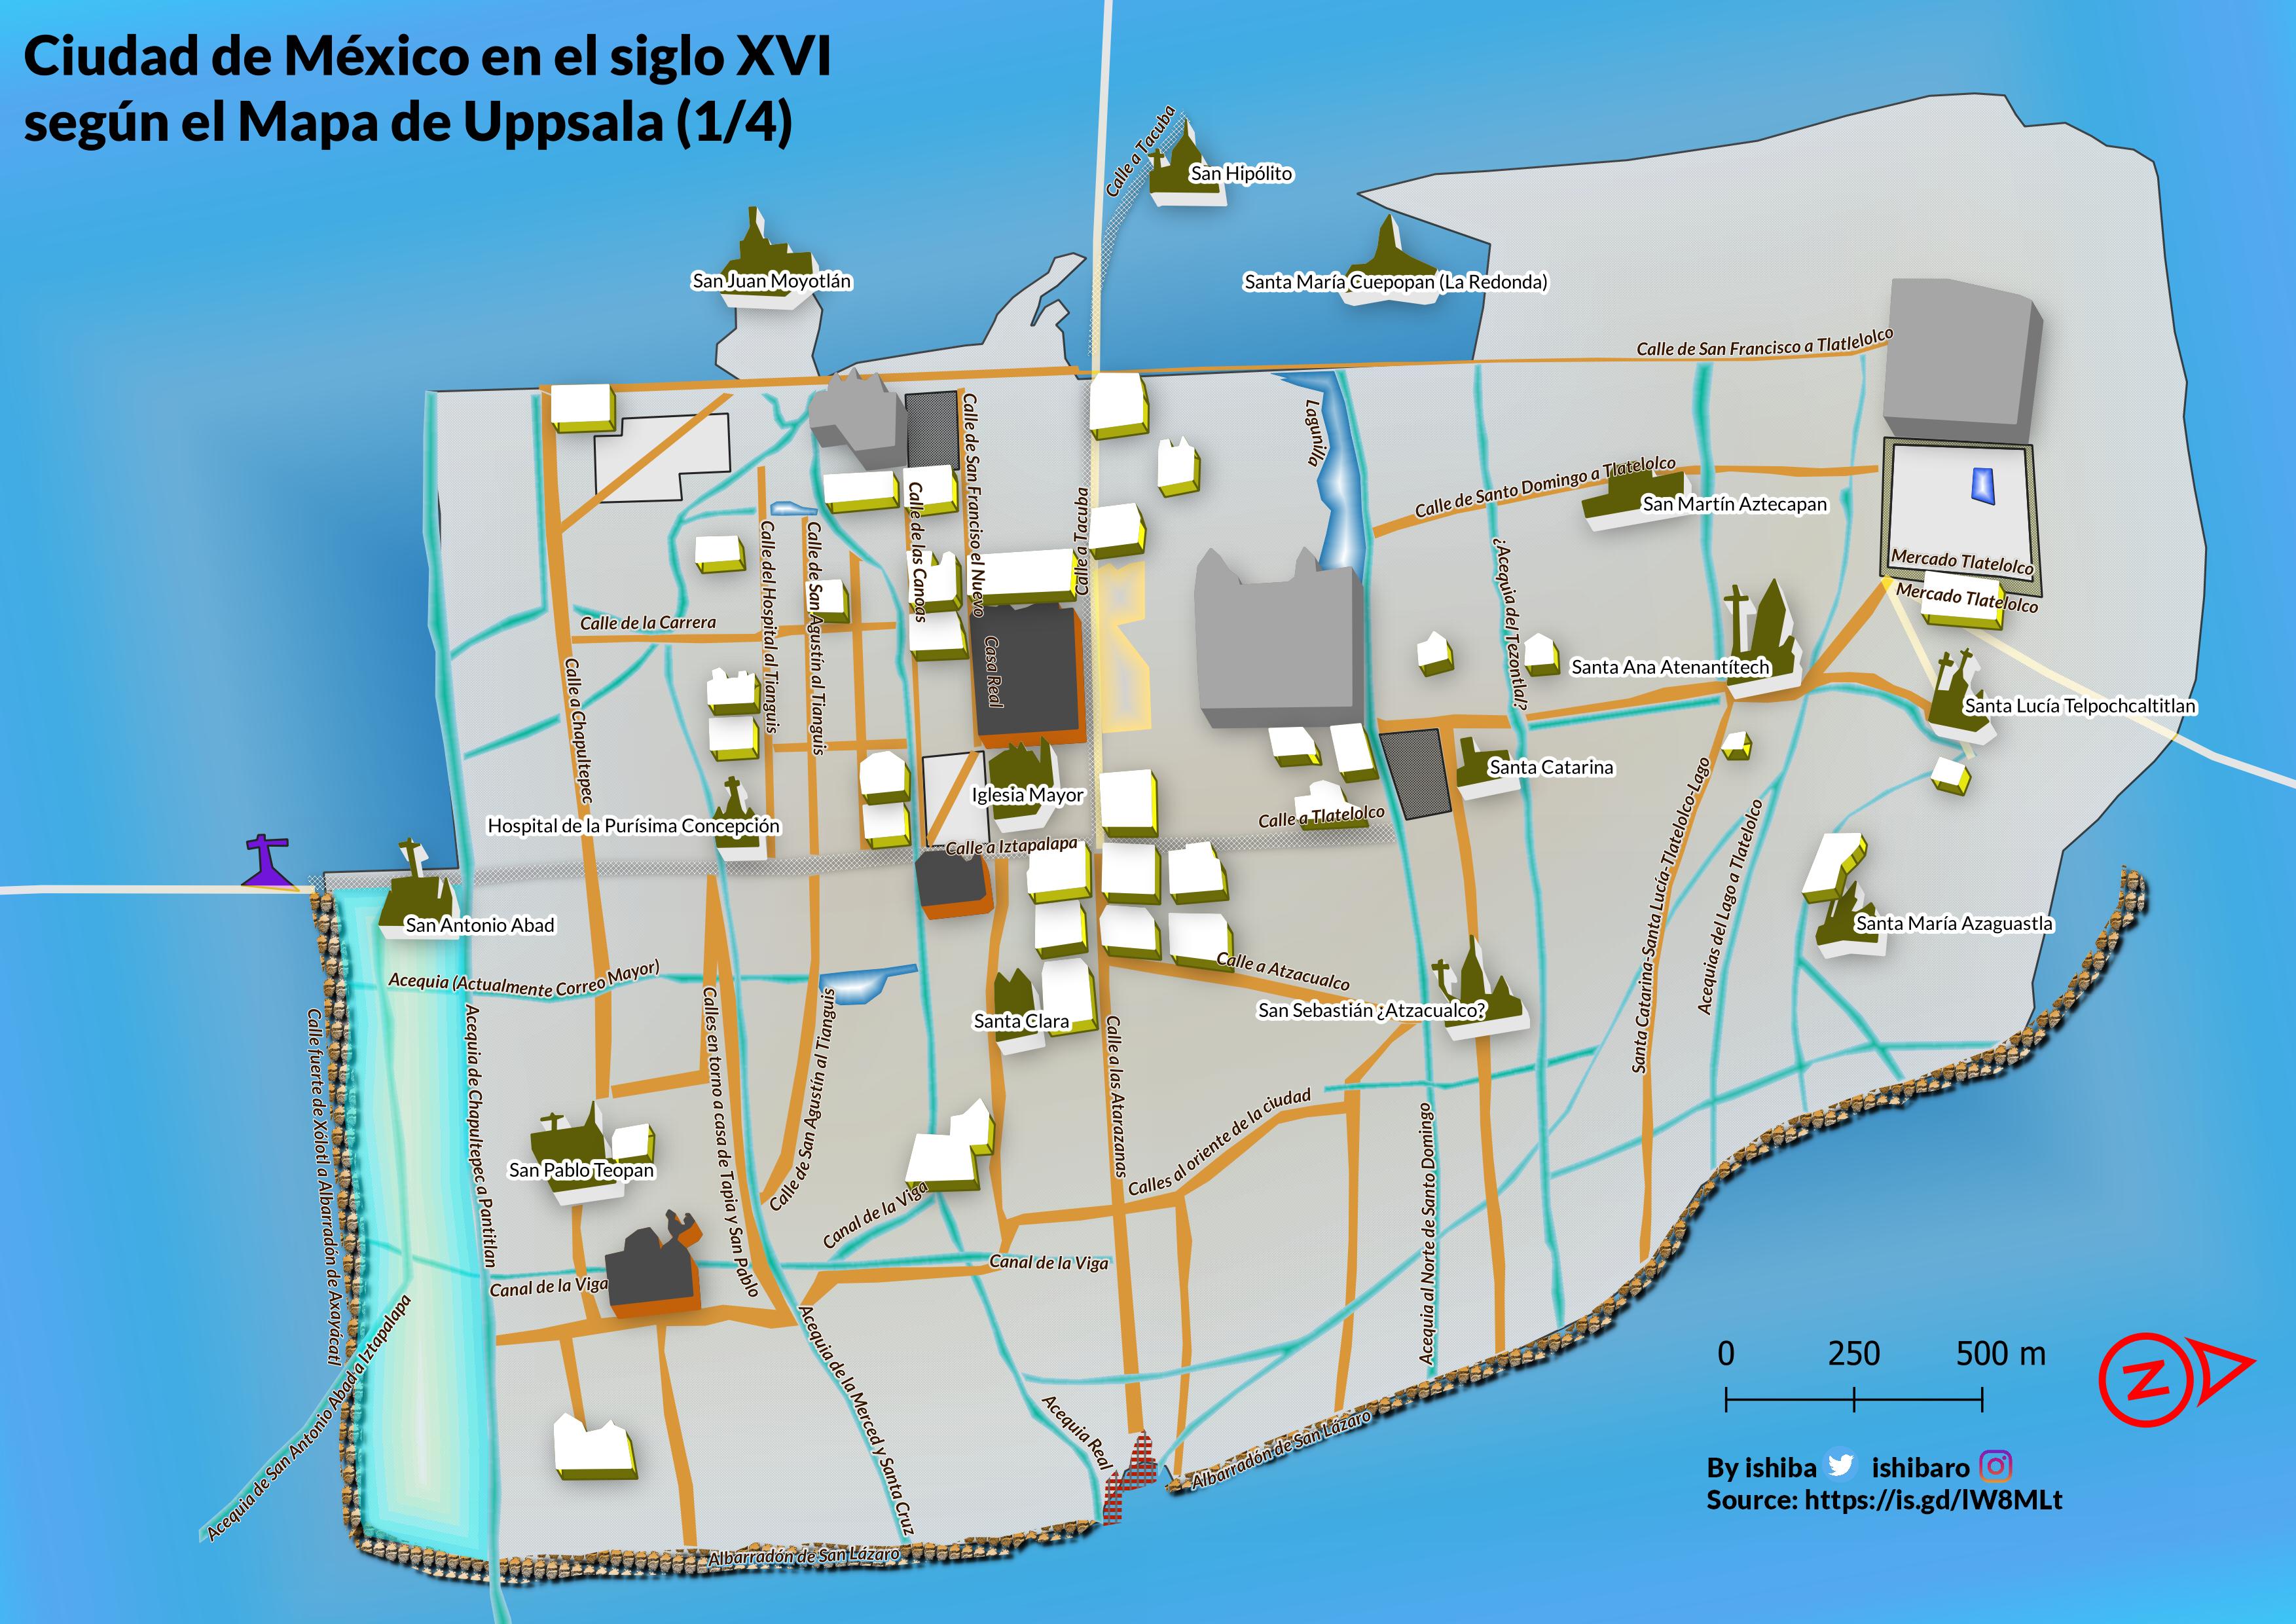 Ciudad de México en el siglo XVI
según el Mapa de Uppsala (1/4)
Calle a Tacuba
San Hipólito
San Juan Moyotlán
Santa María Cuepopan (La Redonda)
Calle de San Francisco a Tlatlelolco
Lagunilla
Calle de San Franciso el Nuevo
Calle de Santo Domingo a Tlatelolco
San Martín Aztecapan
Calle de las Canoas
Calle a Tacuba
Calle del Hospital al Tianguis
Calle de San Agustín al Tianguis
¿Acequia del Tezontlal?
Mercado Tlatelolco
Mercado Tlatelolco
Calle de la Carrera
Casa Real
Calle a Chapultepec
Santa Ana Atenantítech
Santa Lucía Telpochcaltitlan
Santa Catarina
Iglesia Mayor
Hospital de la Purísima Concepción
Calle a Tlatelolco
Calle a Iztapalapa
Santa Catarina-Santa Lucía-Tlatelolco-Lago
Acequias del Lago a Tlatelolco
San Antonio Abad
Santa María Azaguastla
Acequia (Actualmente Correo Mayor)
Calle a Atzacualco
San Sebastián ¿Atzacualco?
Santa Clara
Calle fuerte de Xólotl a Albarradón de Axayácatl
Acequia de Chapultepec a Pantitlan
Calles en torno a casa de Tapia y San Pablo
Calle de San Agustín al Tianguis
Calle a las Atarazanas
Calles al oriente de la ciudad
Acequia al Norte de Santo Domingo
San Pablo Teopan
Canal de la Viga
Canal de la Viga
Canal de la Viga
Acequia de San Antonio Abad a Iztapalapa
Acequia de la Merced y Santa Cruz
Acequia Real
Albarradón de San Lázaro
Albarradón de San Lázaro
0 250 500 m
N
By ishiba ishibaro
Source: https://is.gd/lW8MLt